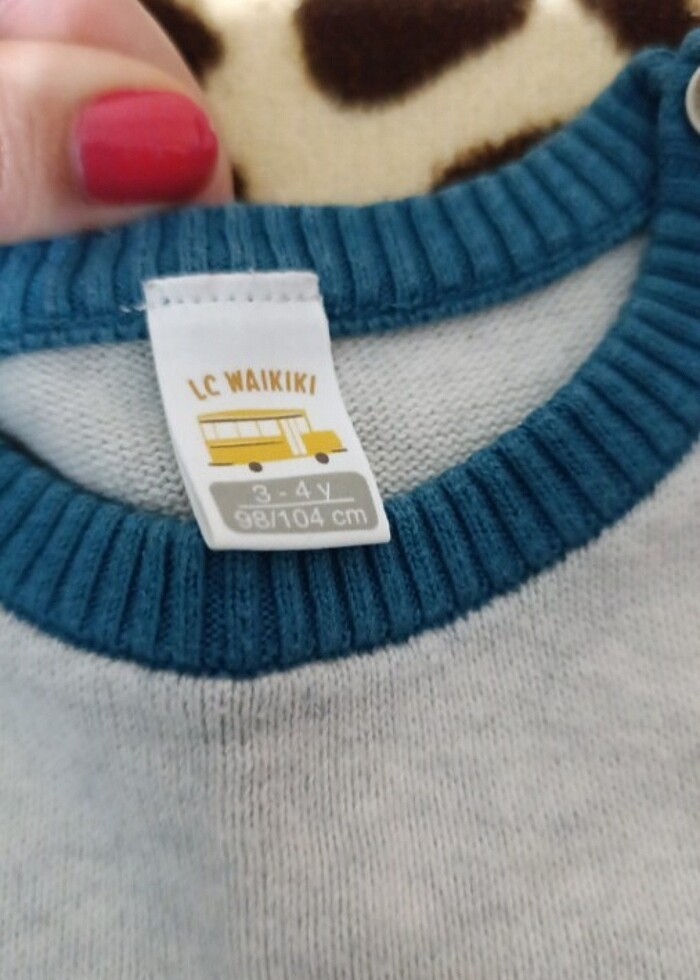 LC WAIKIKI
3 - 4 y
98/104 cm